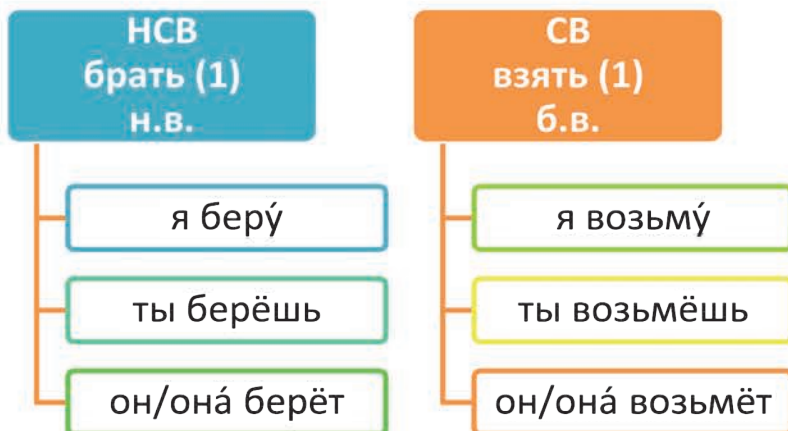 НСВ
брать (1)
н.в.
я беру́
ты берёшь
он/она́ берёт
СВ
взять (1)
б.в.
я возьму́
ты возьмёшь
он/она́ возьмёт